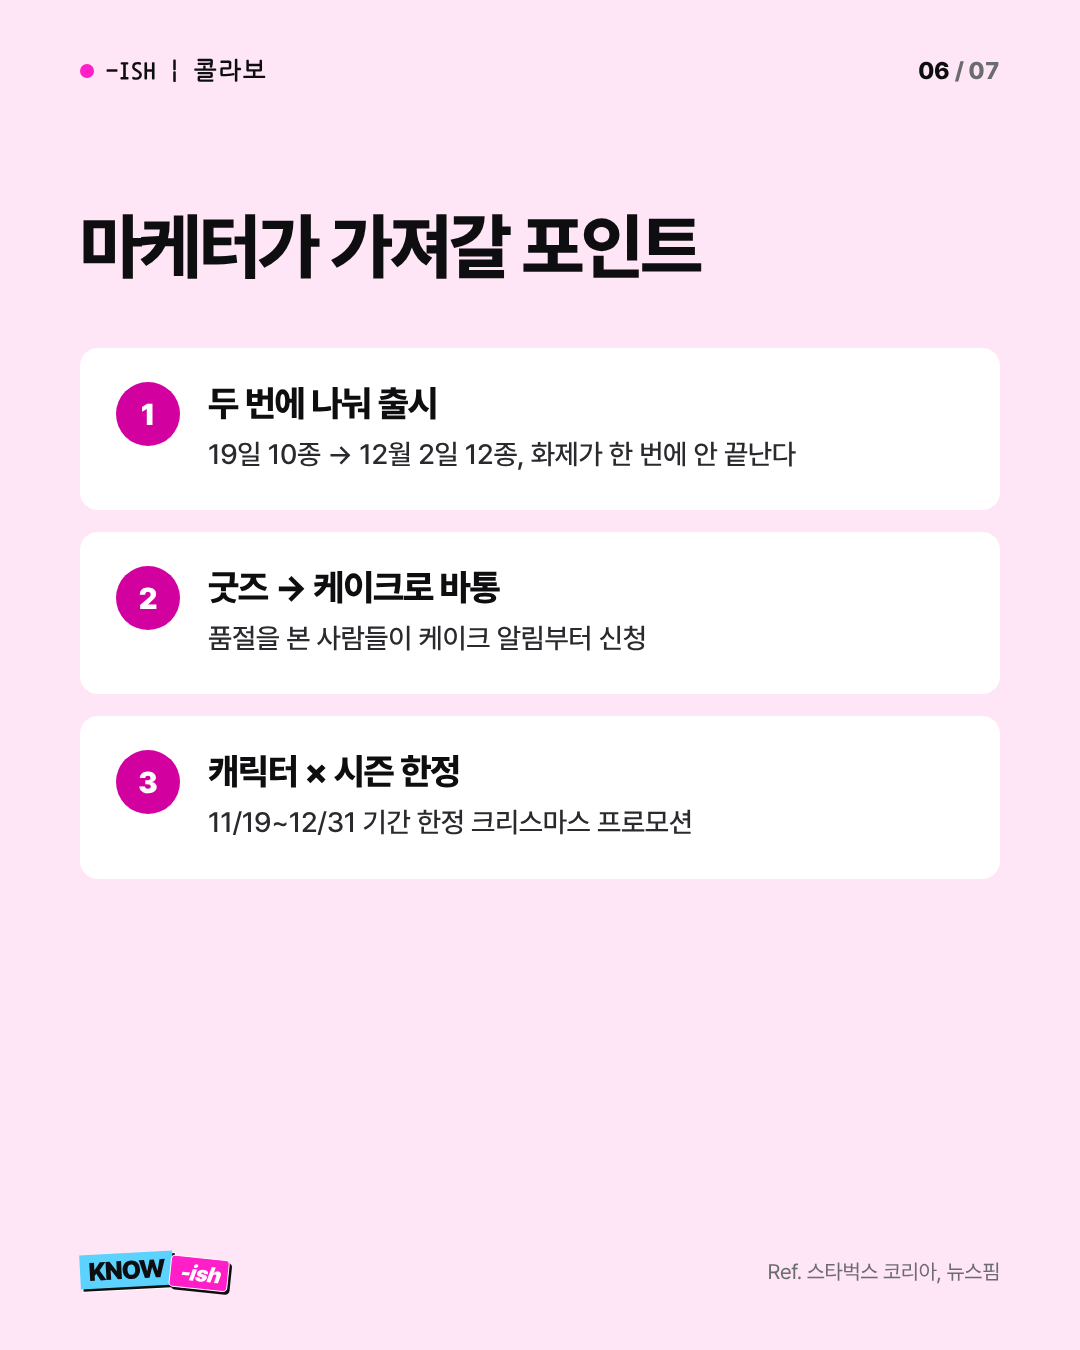 -ISH | 콜라보
06 / 07
마케터가 가져갈 포인트
1
두 번에 나눠 출시
19일 10종 → 12월 2일 12종, 화제가 한 번에 안 끝난다
2
굿즈 → 케이크로 바통
품절을 본 사람들이 케이크 알림부터 신청
3
캐릭터 × 시즌 한정
11/19~12/31 기간 한정 크리스마스 프로모션
KNOW -ish
Ref. 스타벅스 코리아, 뉴스핌